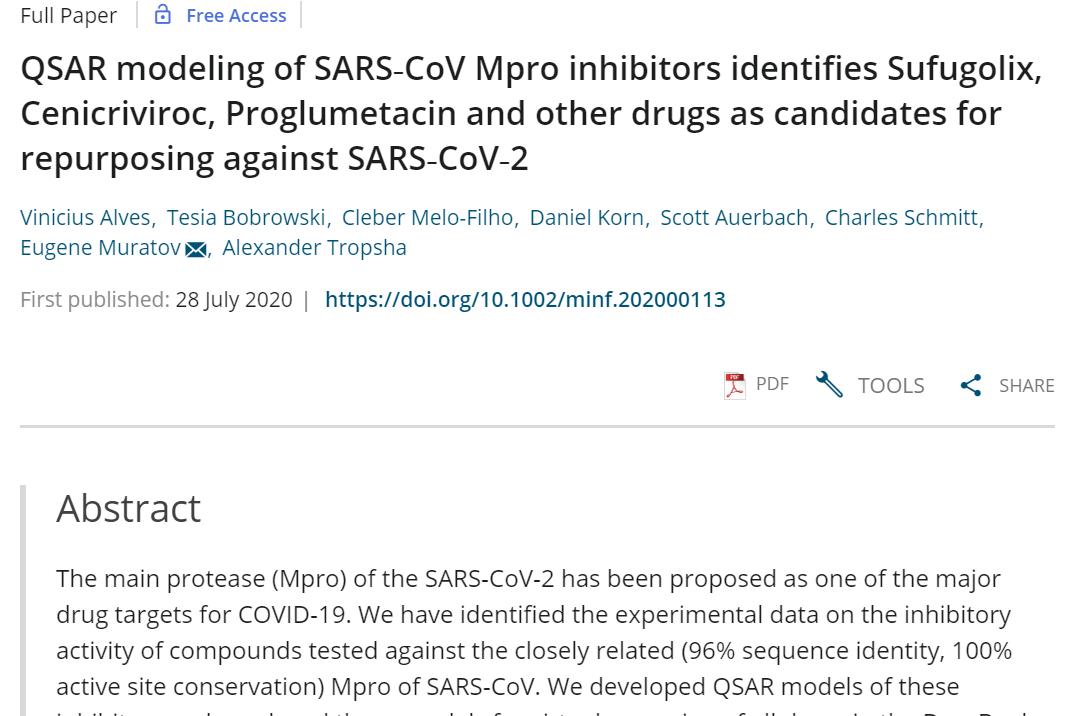 Full Paper Free Access
QSAR modeling of SARS-CoV Mpro inhibitors identifies Sufugolix,
Cenicriviroc, Proglumetacin and other drugs as candidates for
repurposing against SARS-CoV-2
Vinicius Alves, Tesia Bobrowski, Cleber Melo-Filho, Daniel Korn, Scott Auerbach, Charles Schmitt,
Eugene Muratov, Alexander Tropsha
First published: 28 July 2020 | https://doi.org/10.1002/minf.202000113
PDF PDF TOOLS SHARE
Abstract
The main protease (Mpro) of the SARS-CoV-2 has been proposed as one of the major
drug targets for COVID-19. We have identified the experimental data on the inhibitory
activity of compounds tested against the closely related (96% sequence identity, 100%
active site conservation) Mpro of SARS-CoV. We developed QSAR models of these